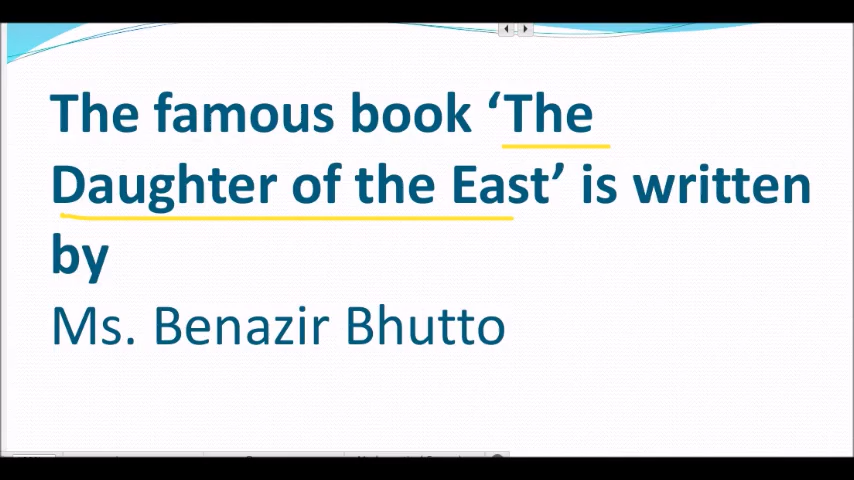 The famous book ‘The
Daughter of the East’ is written
by
Ms. Benazir Bhutto